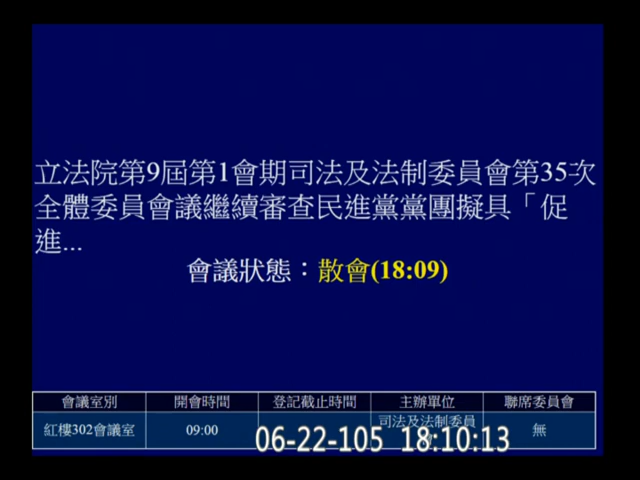 立法院第9屆第1會期司法及法制委員會第35次
全體委員會議繼續審查民進黨黨團擬具「促
進...
會議狀態：散會(18:09)
會議室別 開會時間 登記截止時間 主辦單位 聯席委員會
紅樓302會議室 09:00 司法及法制委員 無
06-22-105 18:10:13